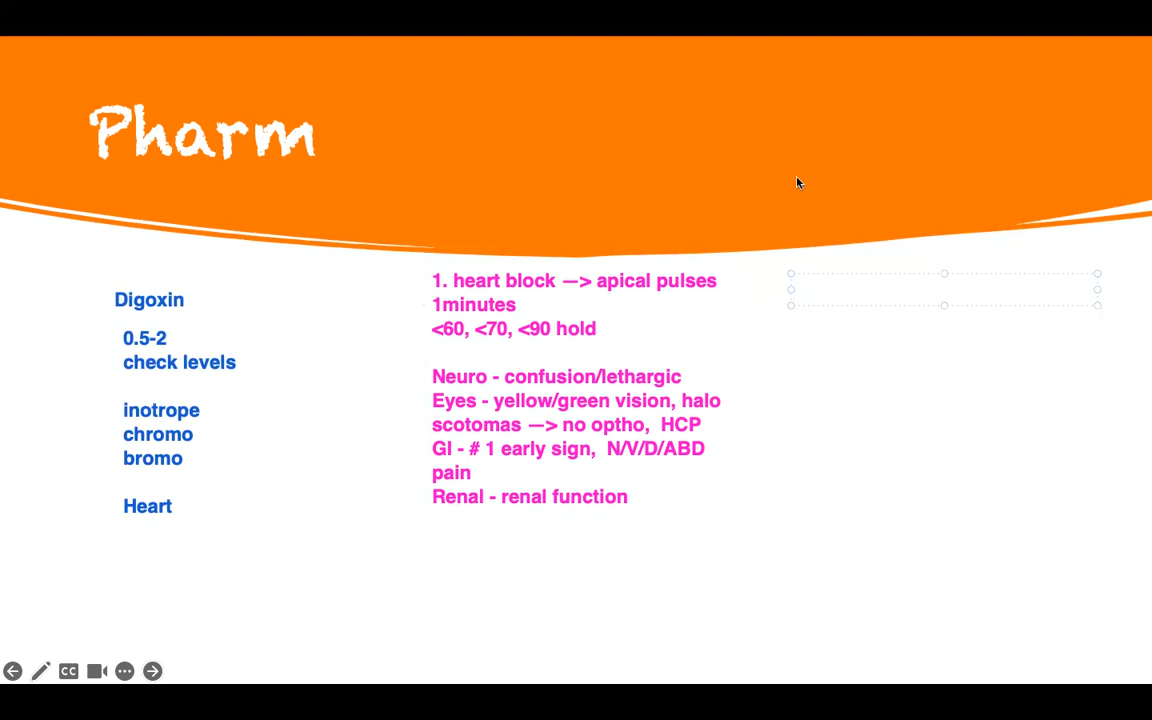 Pharm
Digoxin
0.5-2
check levels
inotrope
chromo
bromo
Heart
1. heart block —> apical pulses
1minutes
<60, <70, <90 hold
Neuro - confusion/lethargic
Eyes - yellow/green vision, halo
scotomas —> no optho,  HCP
GI - # 1 early sign,  N/V/D/ABD
pain
Renal - renal function
CC